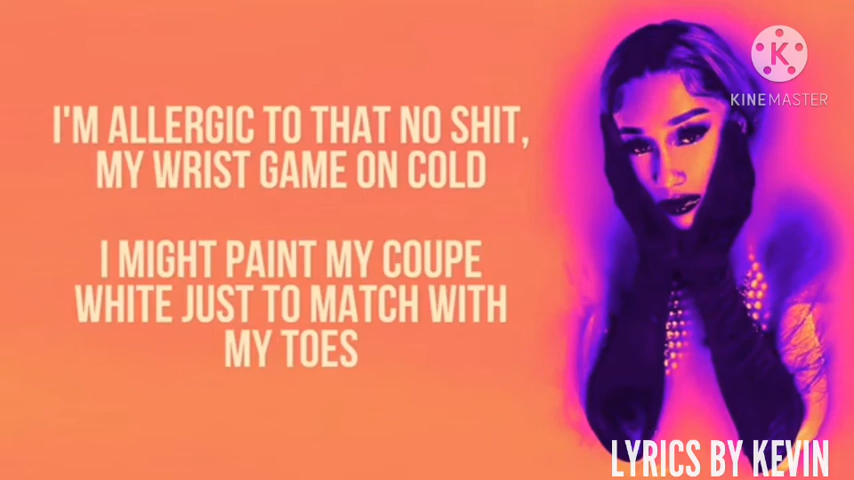 I'M ALLERGIC TO THAT NO SHIT,
MY WRIST GAME ON COLD
I MIGHT PAINT MY COUPE
WHITE JUST TO MATCH WITH
MY TOES
K
KINEMASTER
LYRICS BY KEVIN